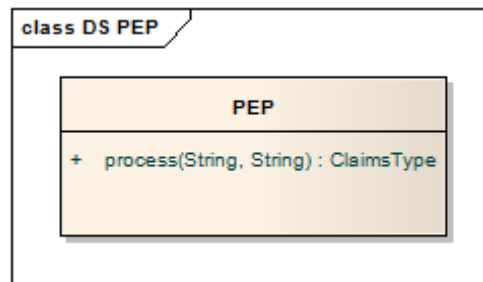 class DS PEP
PEP
+ process(String, String) : ClaimsType